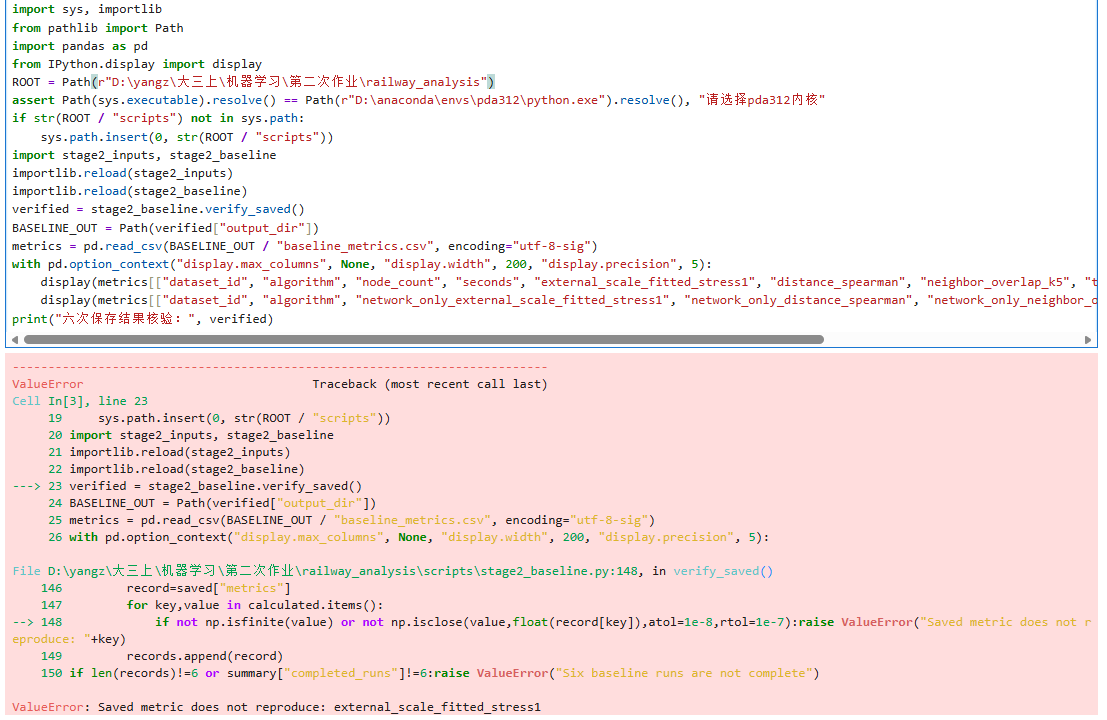 import sys, importlib
from pathlib import Path
import pandas as pd
from IPython.display import display
ROOT = Path(r"D:\yangz\大三上\机器学习\第二次作业\railway_analysis")
assert Path(sys.executable).resolve() == Path(r"D:\anaconda\envs\pda312\python.exe").resolve(), "请选择pda312内核"
if str(ROOT / "scripts") not in sys.path:
    sys.path.insert(0, str(ROOT / "scripts"))
import stage2_inputs, stage2_baseline
importlib.reload(stage2_inputs)
importlib.reload(stage2_baseline)
verified = stage2_baseline.verify_saved()
BASELINE_OUT = Path(verified["output_dir"])
metrics = pd.read_csv(BASELINE_OUT / "baseline_metrics.csv", encoding="utf-8-sig")
with pd.option_context("display.max_columns", None, "display.width", 200, "display.precision", 5):
    display(metrics[["dataset_id", "algorithm", "node_count", "seconds", "external_scale_fitted_stress1", "distance_spearman", "neighbor_overlap_k5", "t
    display(metrics[["dataset_id", "algorithm", "network_only_external_scale_fitted_stress1", "network_only_distance_spearman", "network_only_neighbor_o
print("六次保存结果核验：", verified)
---------------------------------------------------------------------------
ValueError                                Traceback (most recent call last)
Cell In[3], line 23
     19     sys.path.insert(0, str(ROOT / "scripts"))
     20 import stage2_inputs, stage2_baseline
     21 importlib.reload(stage2_inputs)
     22 importlib.reload(stage2_baseline)
---> 23 verified = stage2_baseline.verify_saved()
     24 BASELINE_OUT = Path(verified["output_dir"])
     25 metrics = pd.read_csv(BASELINE_OUT / "baseline_metrics.csv", encoding="utf-8-sig")
     26 with pd.option_context("display.max_columns", None, "display.width", 200, "display.precision", 5):
File D:\yangz\大三上\机器学习\第二次作业\railway_analysis\scripts\stage2_baseline.py:148, in verify_saved()
    146         record=saved["metrics"]
    147         for key,value in calculated.items():
--> 148             if not np.isfinite(value) or not np.isclose(value,float(record[key]),atol=1e-8,rtol=1e-7):raise ValueError("Saved metric does not r
eproduce: "+key)
    149         records.append(record)
    150 if len(records)!=6 or summary["completed_runs"]!=6:raise ValueError("Six baseline runs are not complete")
ValueError: Saved metric does not reproduce: external_scale_fitted_stress1